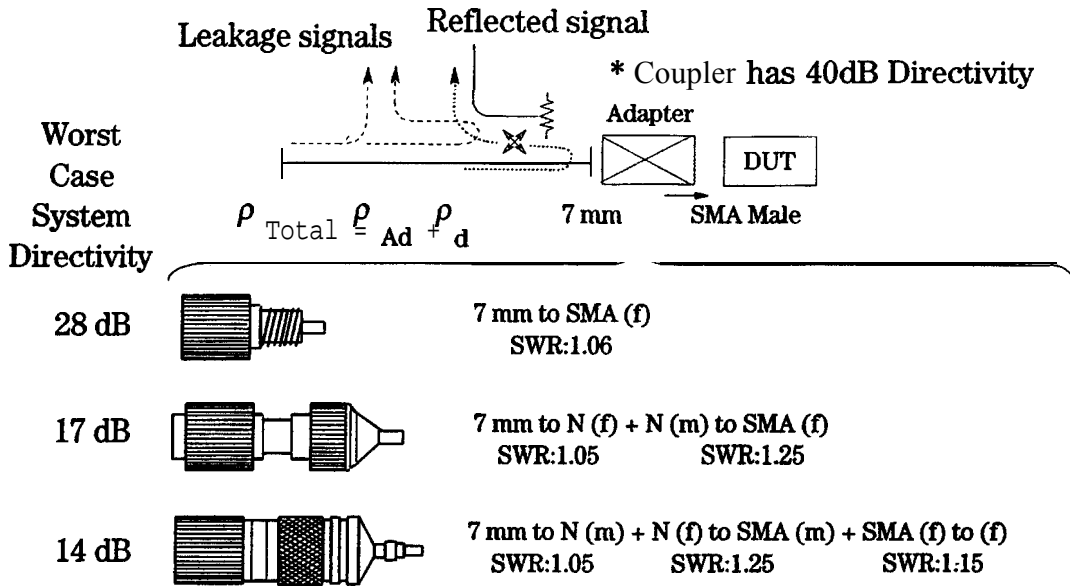 Leakage signals
Reflected signal
* Coupler has 40dB Directivity
Adapter
DUT
7 mm
SMA Male
Worst
Case
System
Directivity
ρ Total = ρ Ad + ρ d
28 dB
7 mm to SMA (f)
SWR:1.06
17 dB
7 mm to N (f) + N (m) to SMA (f)
SWR:1.05 SWR:1.25
14 dB
7 mm to N (m) + N (f) to SMA (m) + SMA (f) to (f)
SWR:1.05 SWR:1.25 SWR:1.15